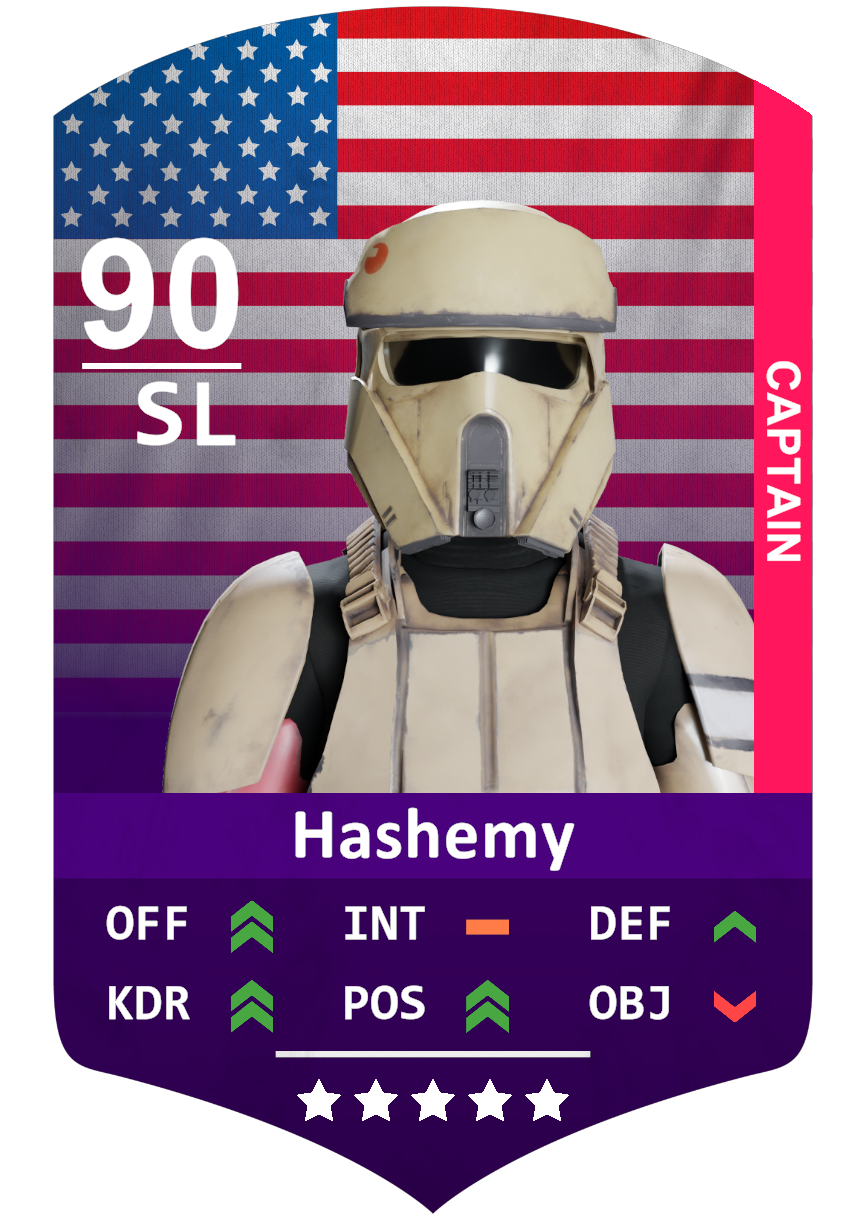 90
SL
CAPTAIN
Hashemy
OFF INT DEF
KDR POS OBJ